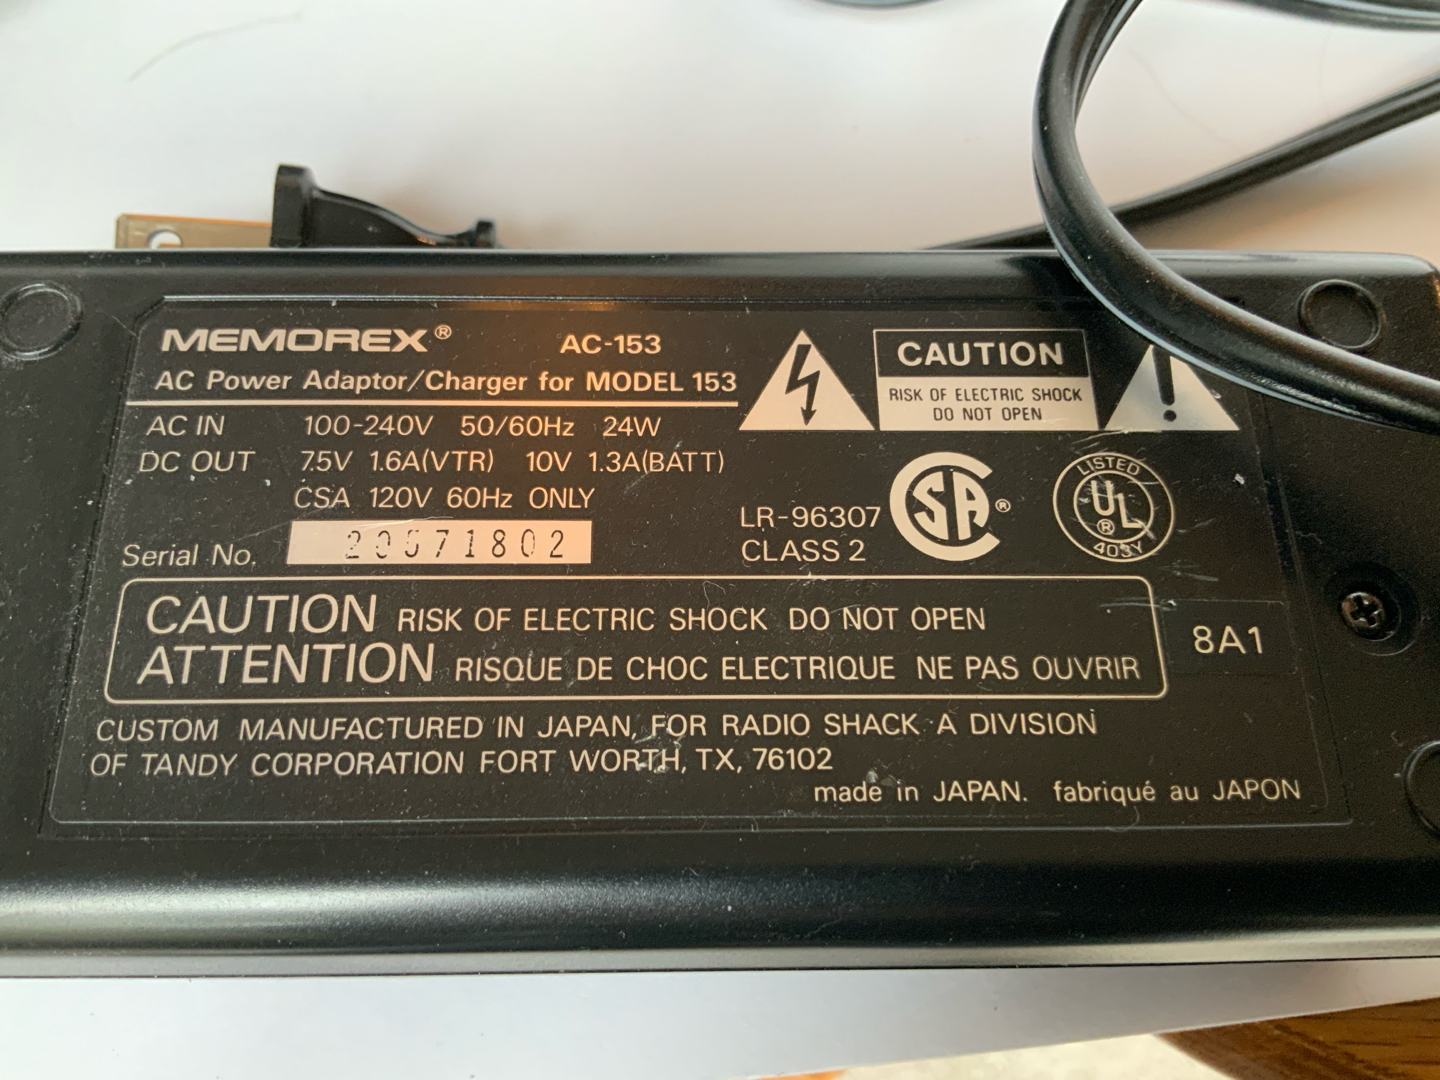 MEMOREX® AC-153
AC Power Adaptor/Charger for MODEL 153
AC IN 100-240V 50/60Hz 24W
DC OUT 7.5V 1.6A(VTR) 10V 1.3A(BATT)
CSA 120V 60Hz ONLY
Serial No.
CAUTION
RISK OF ELECTRIC SHOCK
DO NOT OPEN
!
LR-96307
CLASS 2
SA®
LISTED
UL
®
403Y
CAUTION RISK OF ELECTRIC SHOCK DO NOT OPEN
ATTENTION RISQUE DE CHOC ELECTRIQUE NE PAS OUVRIR
8A1
CUSTOM MANUFACTURED IN JAPAN, FOR RADIO SHACK A DIVISION
OF TANDY CORPORATION FORT WORTH, TX, 76102
made in JAPAN. fabriqué au JAPON